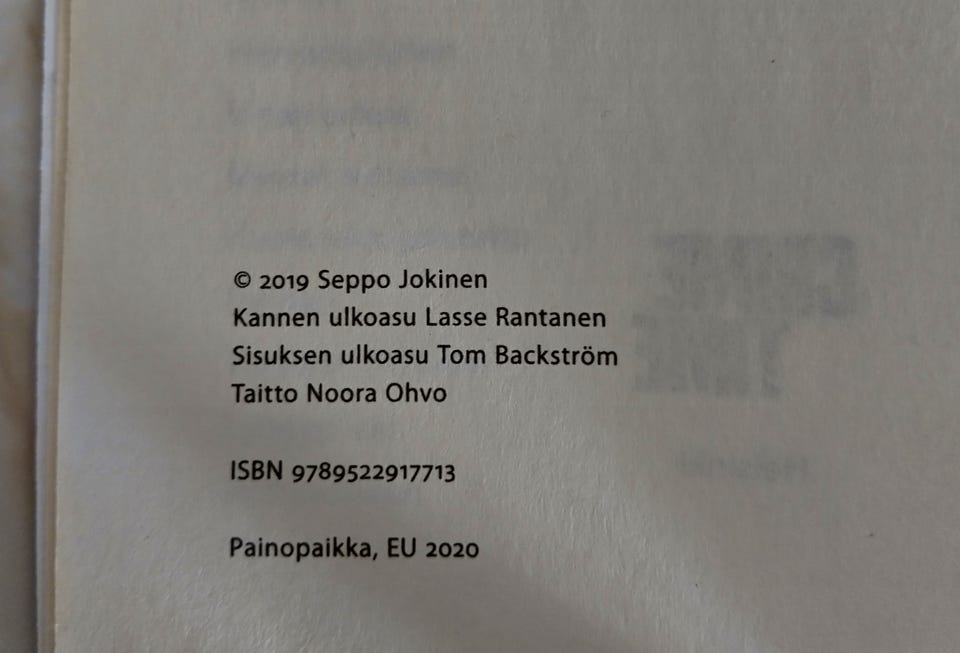 © 2019 Seppo Jokinen
Kannen ulkoasu Lasse Rantanen
Sisuksen ulkoasu Tom Backström
Taitto Noora Ohvo
ISBN 9789522917713
Painopaikka, EU 2020